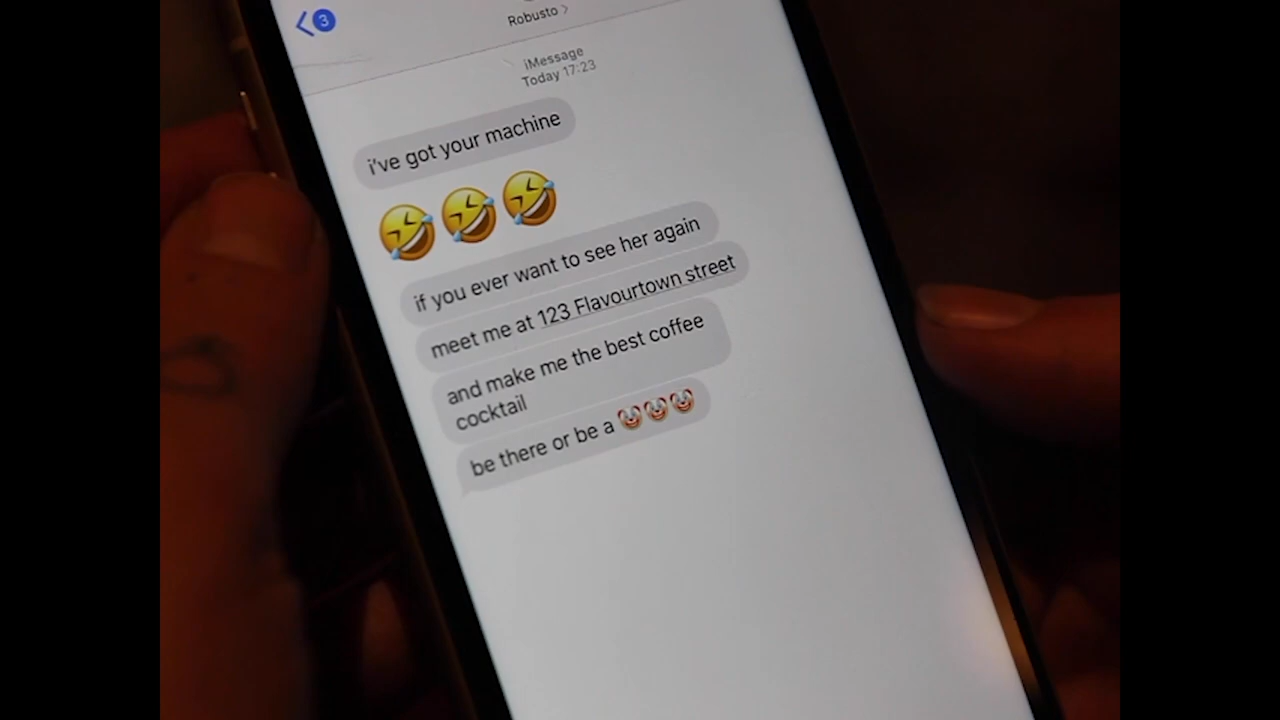 3
Robusto >
iMessage
Today 17:23
i've got your machine
🤣🤣🤣
if you ever want to see her again
meet me at 123 Flavourtown street
and make me the best coffee
cocktail
be there or be a 🤡🤡🤡